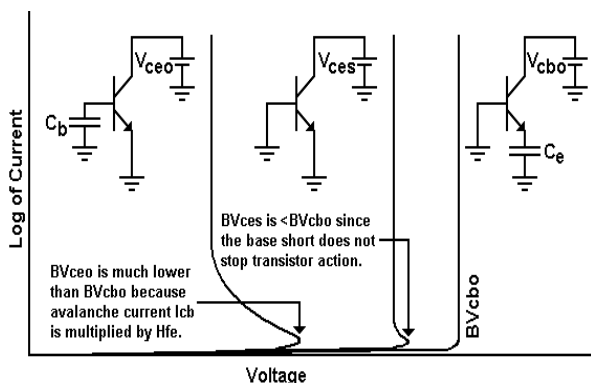 Log of Current
Vceo
Cb
Vces
Vcbo
Ce
BVces is <BVcbo since
the base short does not
stop transistor action.
BVceo is much lower
than BVcbo because
avalanche current Icb
is multiplied by Hfe.
BVcbo
Voltage